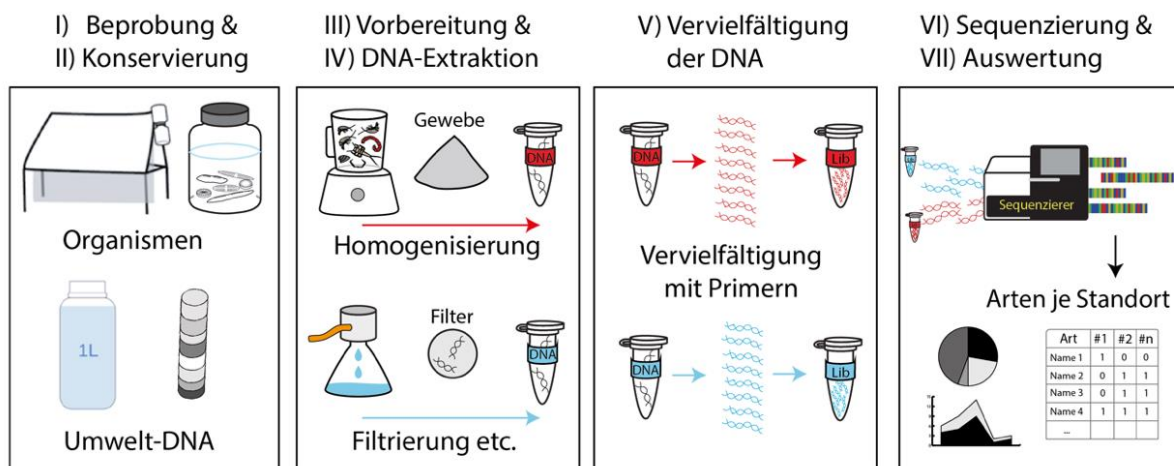 I) Beprobung &
II) Konservierung
III) Vorbereitung &
IV) DNA-Extraktion
V) Vervielfältigung
der DNA
VI) Sequenzierung &
VII) Auswertung
Organismen
1L
Umwelt-DNA
Gewebe
DNA
Homogenisierung
Filter
DNA
Filtrierung etc.
DNA
Lib
Vervielfältigung
mit Primern
DNA
Lib
Lib
Sequenzierer
Arten je Standort
Art #1 #2 #n
Name 1 1 0 0
Name 2 0 1 1
Name 3 0 1 1
Name 4 1 1 1
...